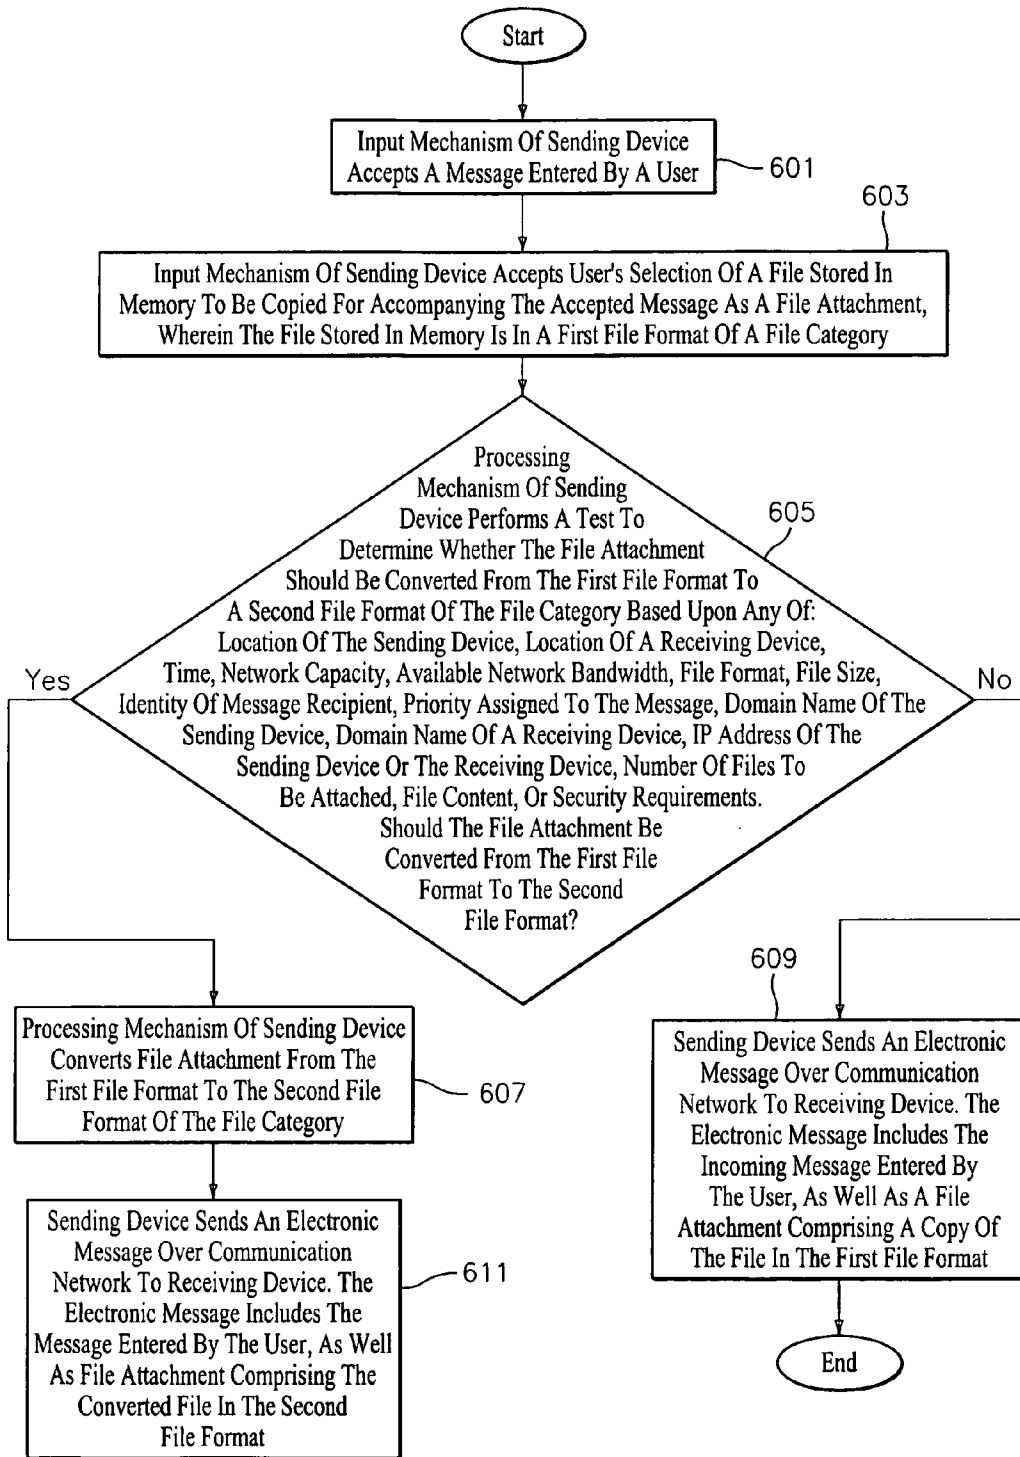 Start
Input Mechanism Of Sending Device
Accepts A Message Entered By A User
601
603
Input Mechanism Of Sending Device Accepts User's Selection Of A File Stored In
Memory To Be Copied For Accompanying The Accepted Message As A File Attachment,
Wherein The File Stored In Memory Is In A First File Format Of A File Category
Processing
Mechanism Of Sending
Device Performs A Test To
Determine Whether The File Attachment
Should Be Converted From The First File Format To
A Second File Format Of The File Category Based Upon Any Of:
Location Of The Sending Device, Location Of A Receiving Device,
Time, Network Capacity, Available Network Bandwidth, File Format, File Size,
Identity Of Message Recipient, Priority Assigned To The Message, Domain Name Of The
Sending Device, Domain Name Of A Receiving Device, IP Address Of The
Sending Device Or The Receiving Device, Number Of Files To
Be Attached, File Content, Or Security Requirements.
Should The File Attachment Be
Converted From The First File
Format To The Second
File Format?
605
Yes
No
Processing Mechanism Of Sending Device
Converts File Attachment From The
First File Format To The Second File
Format Of The File Category
607
Sending Device Sends An Electronic
Message Over Communication
Network To Receiving Device. The
Electronic Message Includes The
Message Entered By The User, As Well
As File Attachment Comprising The
Converted File In The Second
File Format
611
609
Sending Device Sends An Electronic
Message Over Communication
Network To Receiving Device. The
Electronic Message Includes The
Incoming Message Entered By
The User, As Well As A File
Attachment Comprising A Copy Of
The File In The First File Format
End